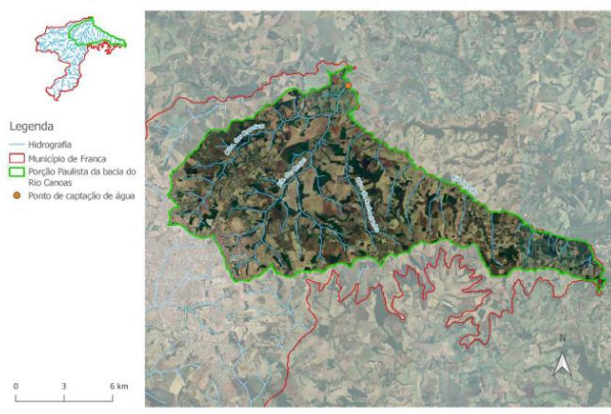 Legenda
Hidrografia
Município de Franca
Porção Paulista da bacia do
Rio Canoas
Ponto de captação de água
0 3 6 km
N